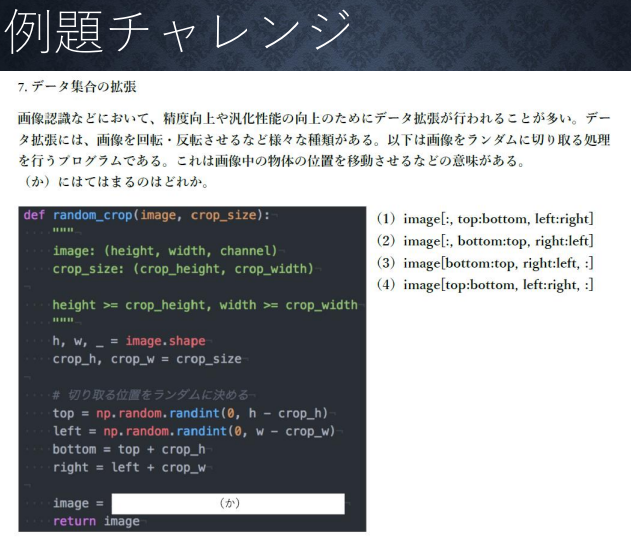 例題チャレンジ
7. データ集合の拡張
画像認識などにおいて、精度向上や汎化性能の向上のためにデータ拡張が行われることが多い。デー
タ拡張には、画像を回転・反転させるなど様々な種類がある。以下は画像をランダムに切り取る処理
を行うプログラムである。これは画像中の物体の位置を移動させるなどの意味がある。
（か）にはてはまるのはどれか。
def random_crop(image, crop_size):
"""
image: (height, width, channel)
crop_size: (crop_height, crop_width)
height >= crop_height, width >= crop_width
"""
h, w, _ = image.shape
crop_h, crop_w = crop_size
# 切り取る位置をランダムに決める
top = np.random.randint(0, h - crop_h)
left = np.random.randint(0, w - crop_w)
bottom = top + crop_h
right = left + crop_w
image = （か）
return image
（1）image[:, top:bottom, left:right]
（2）image[:, bottom:top, right:left]
（3）image[bottom:top, right:left, :]
（4）image[top:bottom, left:right, :]